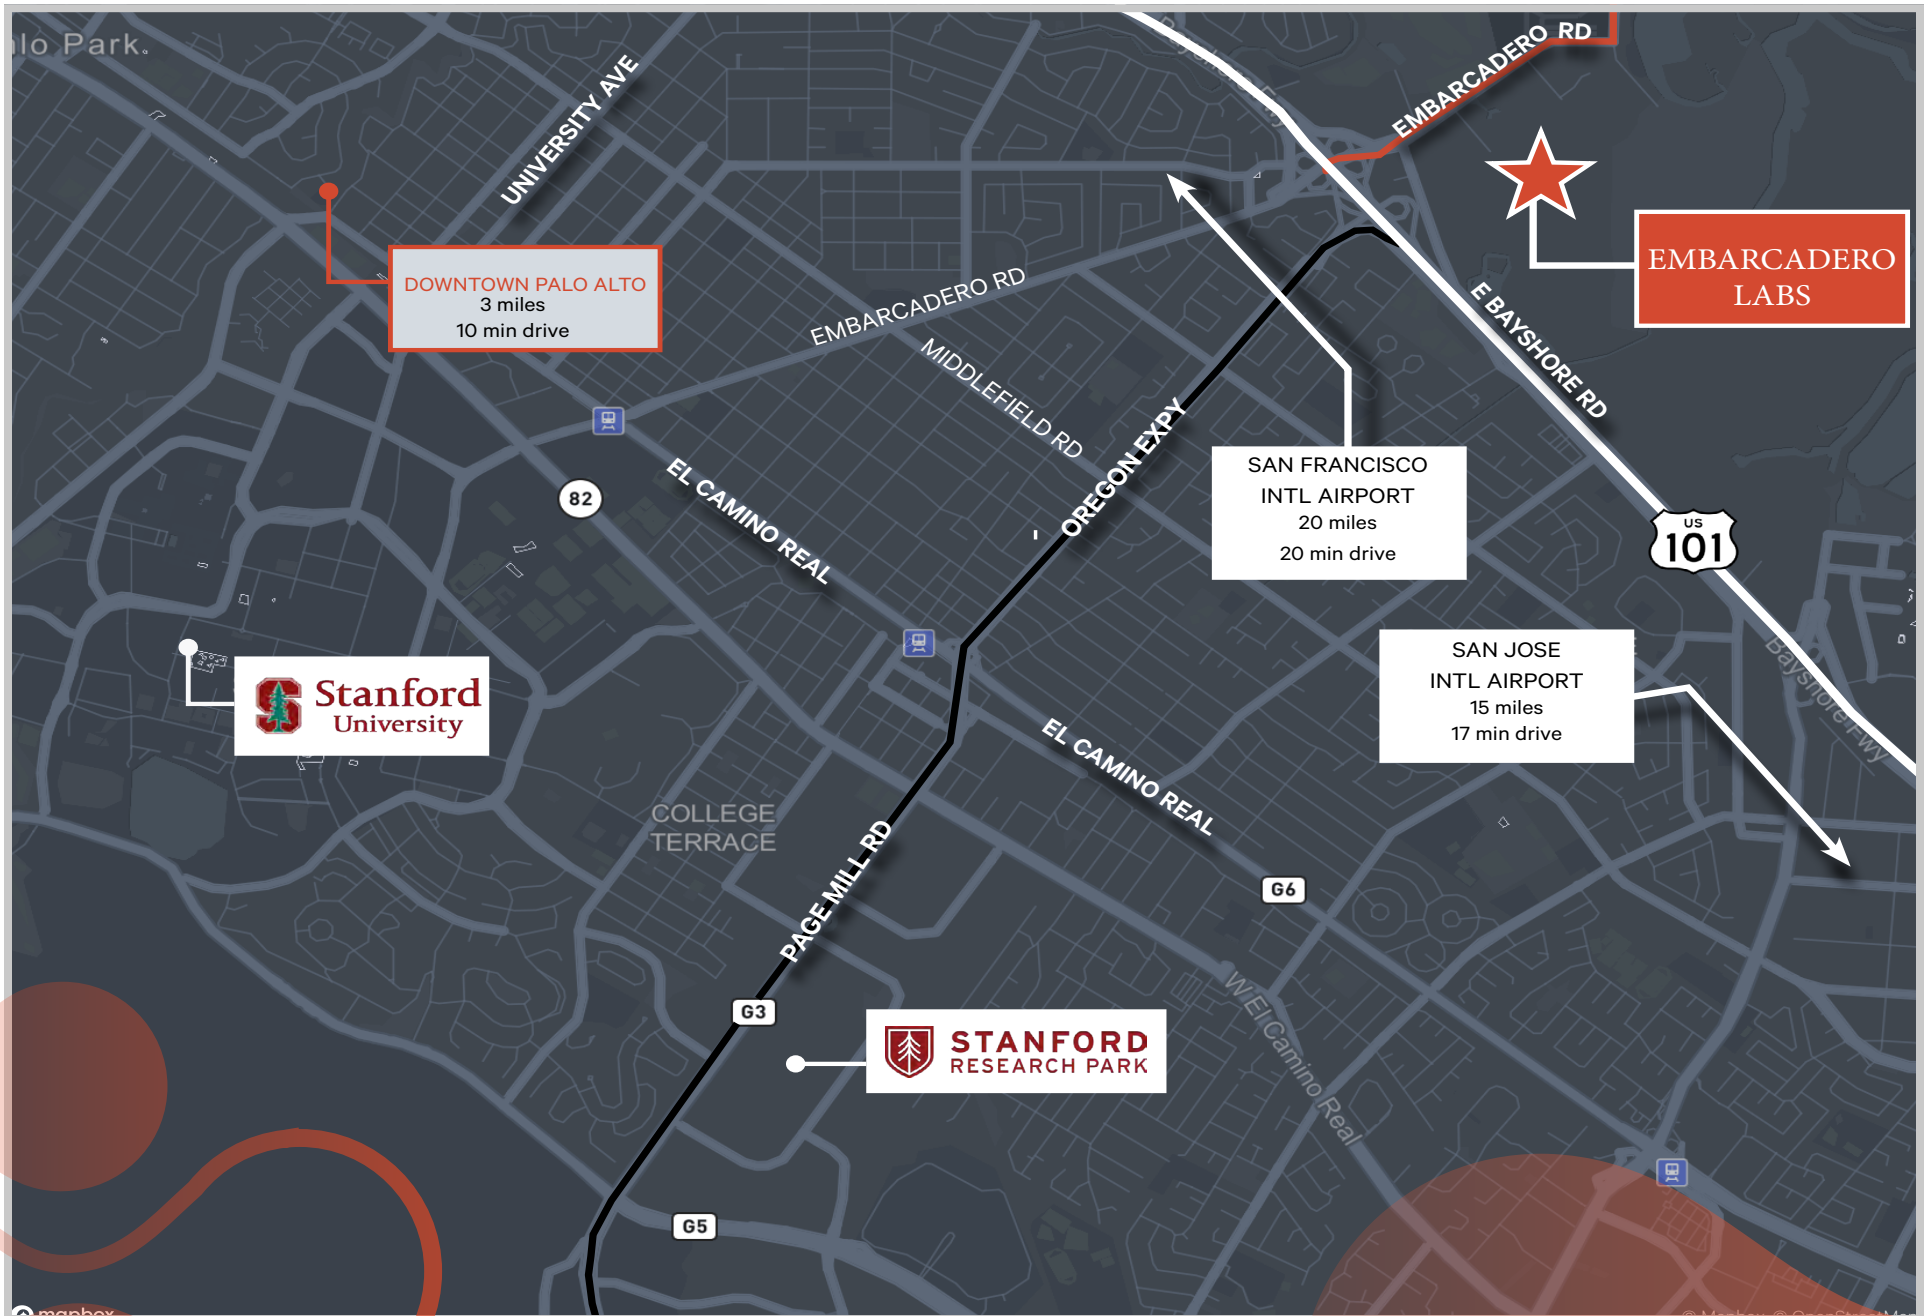 lo Park
UNIVERSITY AVE
EMBARCADERO RD
EMBARCADERO
LABS
DOWNTOWN PALO ALTO
3 miles
10 min drive
EMBARCADERO RD
MIDDLEFIELD RD
E BAYSHORE RD
OREGON EXPY
EL CAMINO REAL
82
SAN FRANCISCO
INTL AIRPORT
20 miles
20 min drive
US
101
SAN JOSE
INTL AIRPORT
15 miles
17 min drive
Bayshore Fwy
Stanford
University
EL CAMINO REAL
COLLEGE
TERRACE
PAGE MILL RD
G6
W El Camino Real
G3
STANFORD
RESEARCH PARK
G5
mapbox
© Mapbox © OpenStreetMap